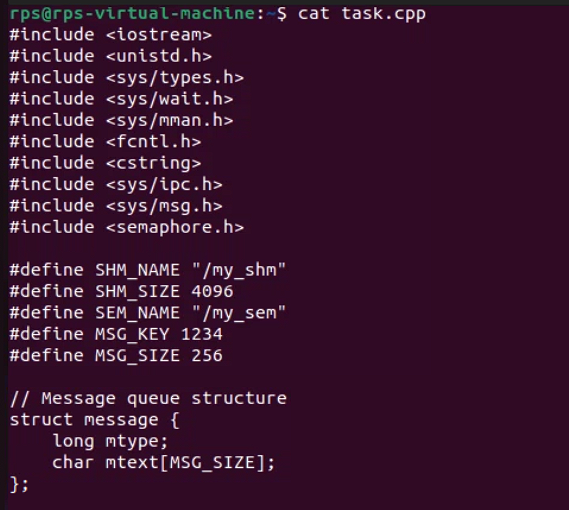 rps@rps-virtual-machine:~$ cat task.cpp
#include <iostream>
#include <unistd.h>
#include <sys/types.h>
#include <sys/wait.h>
#include <sys/mman.h>
#include <fcntl.h>
#include <cstring>
#include <sys/ipc.h>
#include <sys/msg.h>
#include <semaphore.h>

#define SHM_NAME "/my_shm"
#define SHM_SIZE 4096
#define SEM_NAME "/my_sem"
#define MSG_KEY 1234
#define MSG_SIZE 256

// Message queue structure
struct message {
    long mtype;
    char mtext[MSG_SIZE];
};